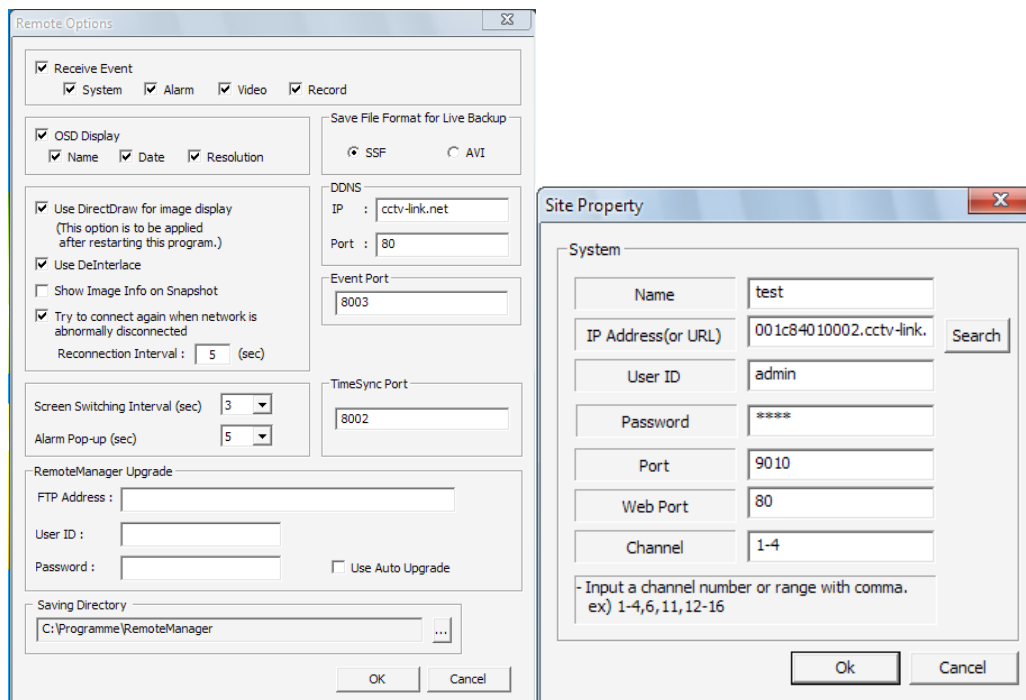 Remote Options
Receive Event
System Alarm Video Record
OSD Display
Name Date Resolution
Save File Format for Live Backup
SSF AVI
Use DirectDraw for image display
(This option is to be applied
after restarting this program.)
Use DeInterlace
Show Image Info on Snapshot
Try to connect again when network is
abnormally disconnected
Reconnection Interval : 5 (sec)
DDNS
IP : cctv-link.net
Port : 80
Event Port
8003
Screen Switching Interval (sec) 3
Alarm Pop-up (sec) 5
TimeSync Port
8002
RemoteManager Upgrade
FTP Address :
User ID :
Password : Use Auto Upgrade
Saving Directory
C:\Programme\RemoteManager ...
OK Cancel
Site Property
System
Name test
IP Address(or URL) 001c84010002.cctv-link. Search
User ID admin
Password ****
Port 9010
Web Port 80
Channel 1-4
- Input a channel number or range with comma.
ex) 1-4,6,11,12-16
Ok Cancel